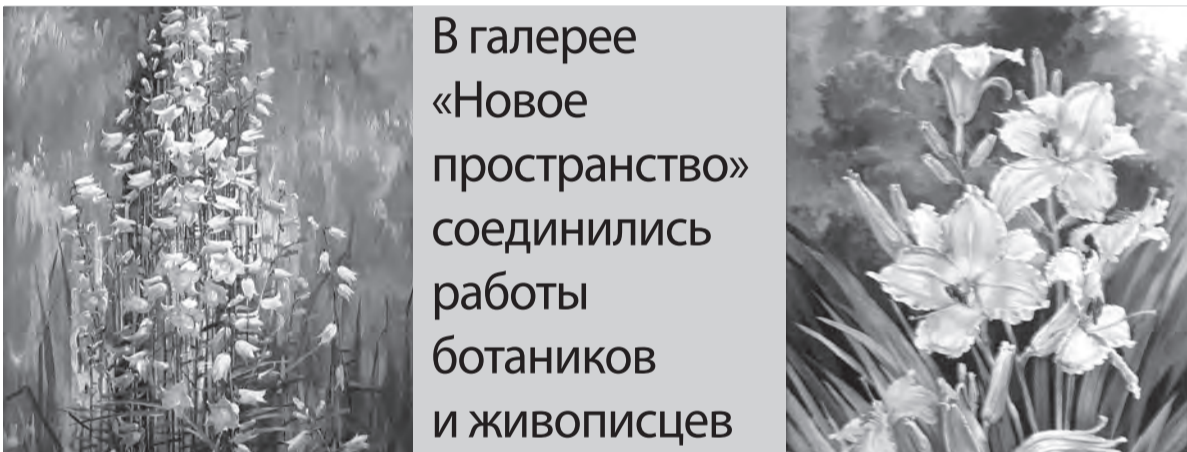 В галерее
«Новое
пространство»
соединились
работы
ботаников
и живописцев